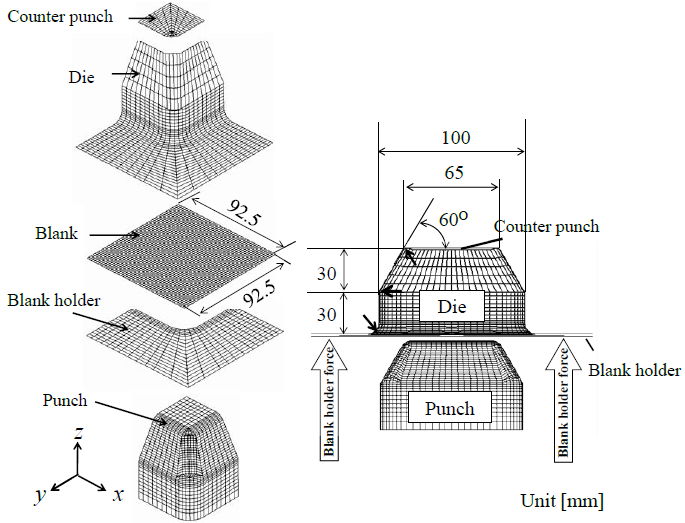 Counter punch
Die
Blank
92.5
92.5
Blank holder
Punch
z
y
x
100
65
60°
Counter punch
30
30
Die
Blank holder force
Blank holder force
Blank holder
Punch
Unit [mm]